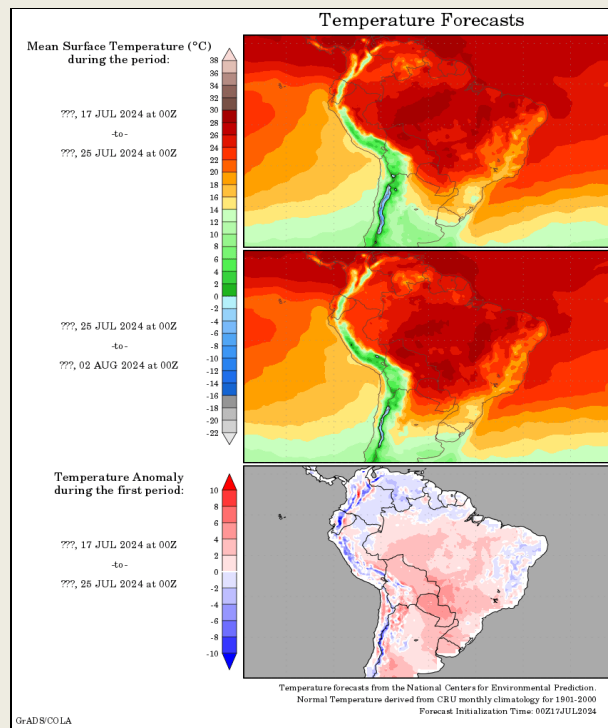 Temperature Forecasts
Mean Surface Temperature (°C)
during the period:
???, 17 JUL 2024 at 00Z
-to-
???, 25 JUL 2024 at 00Z
38
36
34
32
30
28
26
24
22
20
18
16
14
12
10
8
6
4
2
0
-2
-4
-6
-8
-10
-12
-14
-16
-18
-20
-22
???, 25 JUL 2024 at 00Z
-to-
???, 02 AUG 2024 at 00Z
Temperature Anomaly
during the first period:
???, 17 JUL 2024 at 00Z
-to-
???, 25 JUL 2024 at 00Z
10
8
6
4
2
0
-2
-4
-6
-8
-10
Temperature forecasts from the National Centers for Environmental Prediction.
Normal Temperature derived from CRU monthly climatology for 1901-2000
Forecast Initialization Time: 00Z17JUL2024
GrADS/COLA